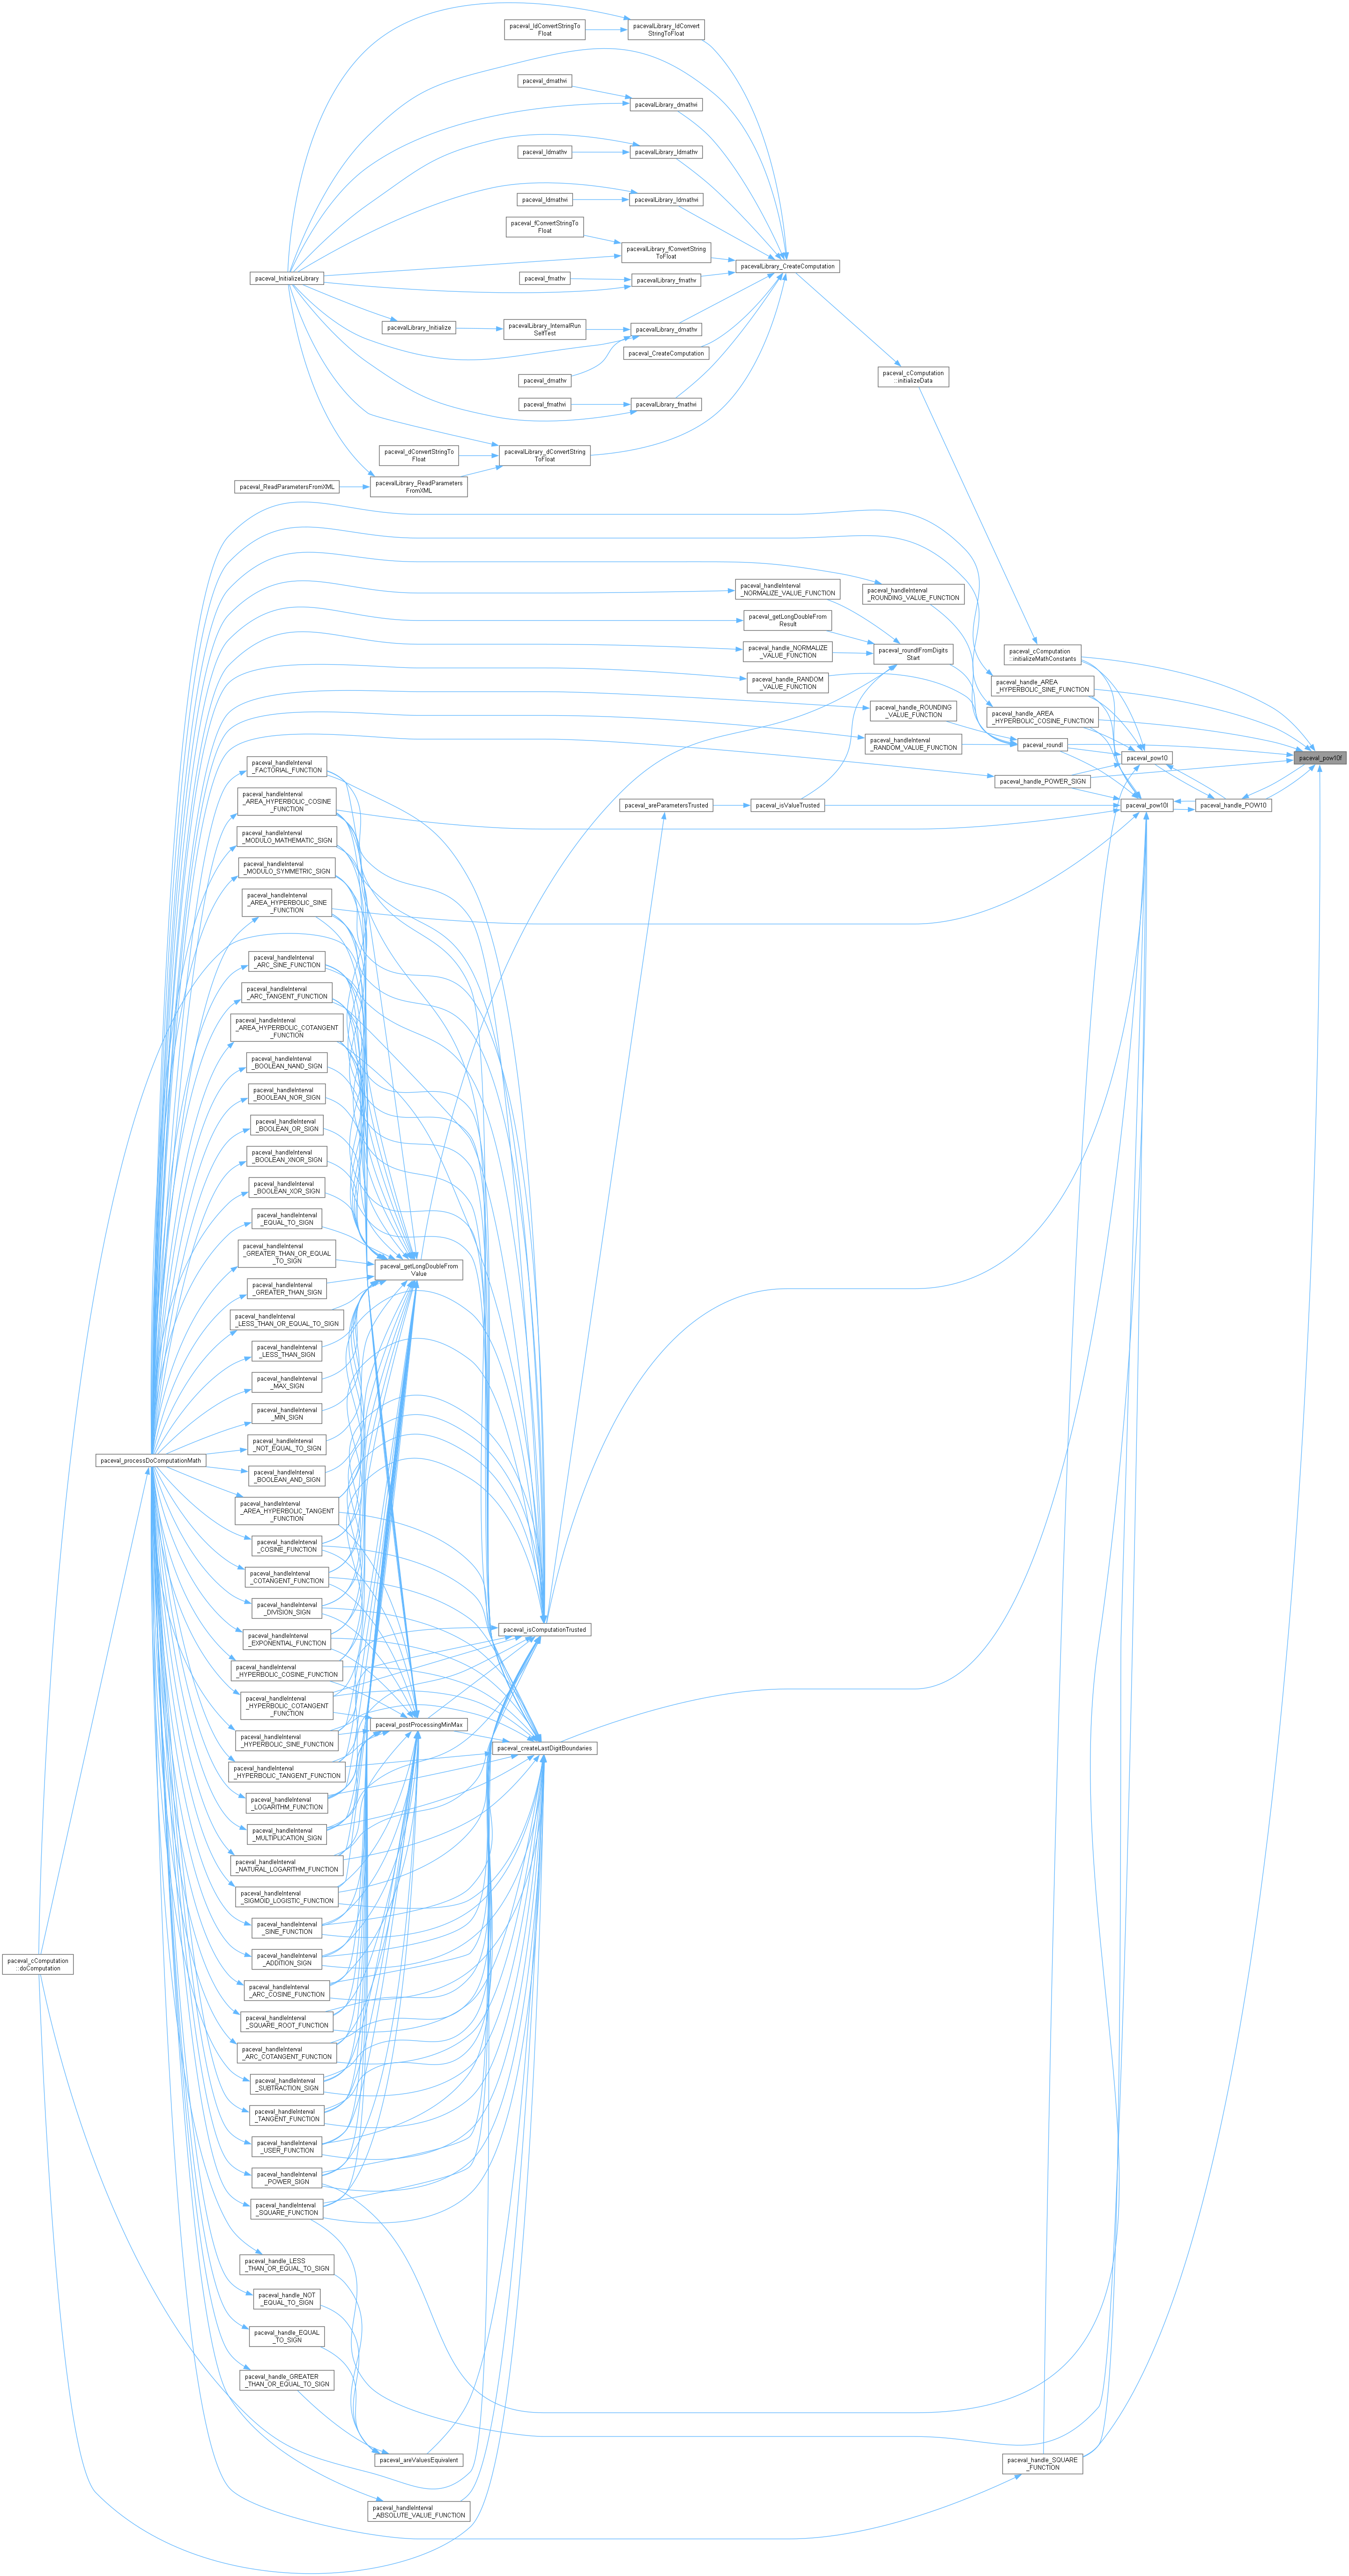 paceval_ldConvertStringTo
Float
pacevalLibrary_ldConvert
StringToFloat
paceval_dmathwi
pacevalLibrary_dmathwi
paceval_ldmathv
pacevalLibrary_ldmathv
paceval_ldmathwi
pacevalLibrary_ldmathwi
paceval_fConvertStringTo
Float
pacevalLibrary_fConvertString
ToFloat
pacevalLibrary_CreateComputation
paceval_InitializeLibrary
paceval_fmathv
pacevalLibrary_fmathv
pacevalLibrary_Initialize
pacevalLibrary_InternalRun
SelfTest
pacevalLibrary_dmathv
paceval_CreateComputation
paceval_cComputation
::initializeData
paceval_dmathv
paceval_fmathwi
pacevalLibrary_fmathwi
paceval_dConvertStringTo
Float
pacevalLibrary_dConvertString
ToFloat
paceval_ReadParametersFromXML
pacevalLibrary_ReadParameters
FromXML
paceval_handleInterval
_NORMALIZE_VALUE_FUNCTION
paceval_handleInterval
_ROUNDING_VALUE_FUNCTION
paceval_getLongDoubleFrom
Result
paceval_handle_NORMALIZE
_VALUE_FUNCTION
paceval_roundlFromDigits
Start
paceval_cComputation
::initializeMathConstants
paceval_handle_RANDOM
_VALUE_FUNCTION
paceval_handle_AREA
_HYPERBOLIC_SINE_FUNCTION
paceval_handle_ROUNDING
_VALUE_FUNCTION
paceval_handle_AREA
_HYPERBOLIC_COSINE_FUNCTION
paceval_handleInterval
_RANDOM_VALUE_FUNCTION
paceval_roundl
paceval_pow10
paceval_pow10f
paceval_handleInterval
_FACTORIAL_FUNCTION
paceval_handle_POWER_SIGN
paceval_handleInterval
_AREA_HYPERBOLIC_COSINE
_FUNCTION
paceval_areParametersTrusted
paceval_isValueTrusted
paceval_pow10l
paceval_handle_POW10
paceval_handleInterval
_MODULO_MATHEMATIC_SIGN
paceval_handleInterval
_MODULO_SYMMETRIC_SIGN
paceval_handleInterval
_AREA_HYPERBOLIC_SINE
_FUNCTION
paceval_handleInterval
_ARC_SINE_FUNCTION
paceval_handleInterval
_ARC_TANGENT_FUNCTION
paceval_handleInterval
_AREA_HYPERBOLIC_COTANGENT
_FUNCTION
paceval_handleInterval
_BOOLEAN_NAND_SIGN
paceval_handleInterval
_BOOLEAN_NOR_SIGN
paceval_handleInterval
_BOOLEAN_OR_SIGN
paceval_handleInterval
_BOOLEAN_XNOR_SIGN
paceval_handleInterval
_BOOLEAN_XOR_SIGN
paceval_handleInterval
_EQUAL_TO_SIGN
paceval_handleInterval
_GREATER_THAN_OR_EQUAL
_TO_SIGN
paceval_getLongDoubleFrom
Value
paceval_handleInterval
_GREATER_THAN_SIGN
paceval_handleInterval
_LESS_THAN_OR_EQUAL_TO_SIGN
paceval_handleInterval
_LESS_THAN_SIGN
paceval_handleInterval
_MAX_SIGN
paceval_handleInterval
_MIN_SIGN
paceval_handleInterval
_NOT_EQUAL_TO_SIGN
paceval_processDoComputationMath
paceval_handleInterval
_BOOLEAN_AND_SIGN
paceval_handleInterval
_AREA_HYPERBOLIC_TANGENT
_FUNCTION
paceval_handleInterval
_COSINE_FUNCTION
paceval_handleInterval
_COTANGENT_FUNCTION
paceval_handleInterval
_DIVISION_SIGN
paceval_isComputationTrusted
paceval_handleInterval
_EXPONENTIAL_FUNCTION
paceval_handleInterval
_HYPERBOLIC_COSINE_FUNCTION
paceval_handleInterval
_HYPERBOLIC_COTANGENT
_FUNCTION
paceval_postProcessingMinMax
paceval_handleInterval
_HYPERBOLIC_SINE_FUNCTION
paceval_createLastDigitBoundaries
paceval_handleInterval
_HYPERBOLIC_TANGENT_FUNCTION
paceval_handleInterval
_LOGARITHM_FUNCTION
paceval_handleInterval
_MULTIPLICATION_SIGN
paceval_handleInterval
_NATURAL_LOGARITHM_FUNCTION
paceval_handleInterval
_SIGMOID_LOGISTIC_FUNCTION
paceval_handleInterval
_SINE_FUNCTION
paceval_handleInterval
_ADDITION_SIGN
paceval_cComputation
::doComputation
paceval_handleInterval
_ARC_COSINE_FUNCTION
paceval_handleInterval
_SQUARE_ROOT_FUNCTION
paceval_handleInterval
_ARC_COTANGENT_FUNCTION
paceval_handleInterval
_SUBTRACTION_SIGN
paceval_handleInterval
_TANGENT_FUNCTION
paceval_handleInterval
_USER_FUNCTION
paceval_handleInterval
_POWER_SIGN
paceval_handleInterval
_SQUARE_FUNCTION
paceval_handle_LESS
_THAN_OR_EQUAL_TO_SIGN
paceval_handle_NOT
_EQUAL_TO_SIGN
paceval_handle_EQUAL
_TO_SIGN
paceval_handle_GREATER
_THAN_OR_EQUAL_TO_SIGN
paceval_areValuesEquivalent
paceval_handle_SQUARE
_FUNCTION
paceval_handleInterval
_ABSOLUTE_VALUE_FUNCTION